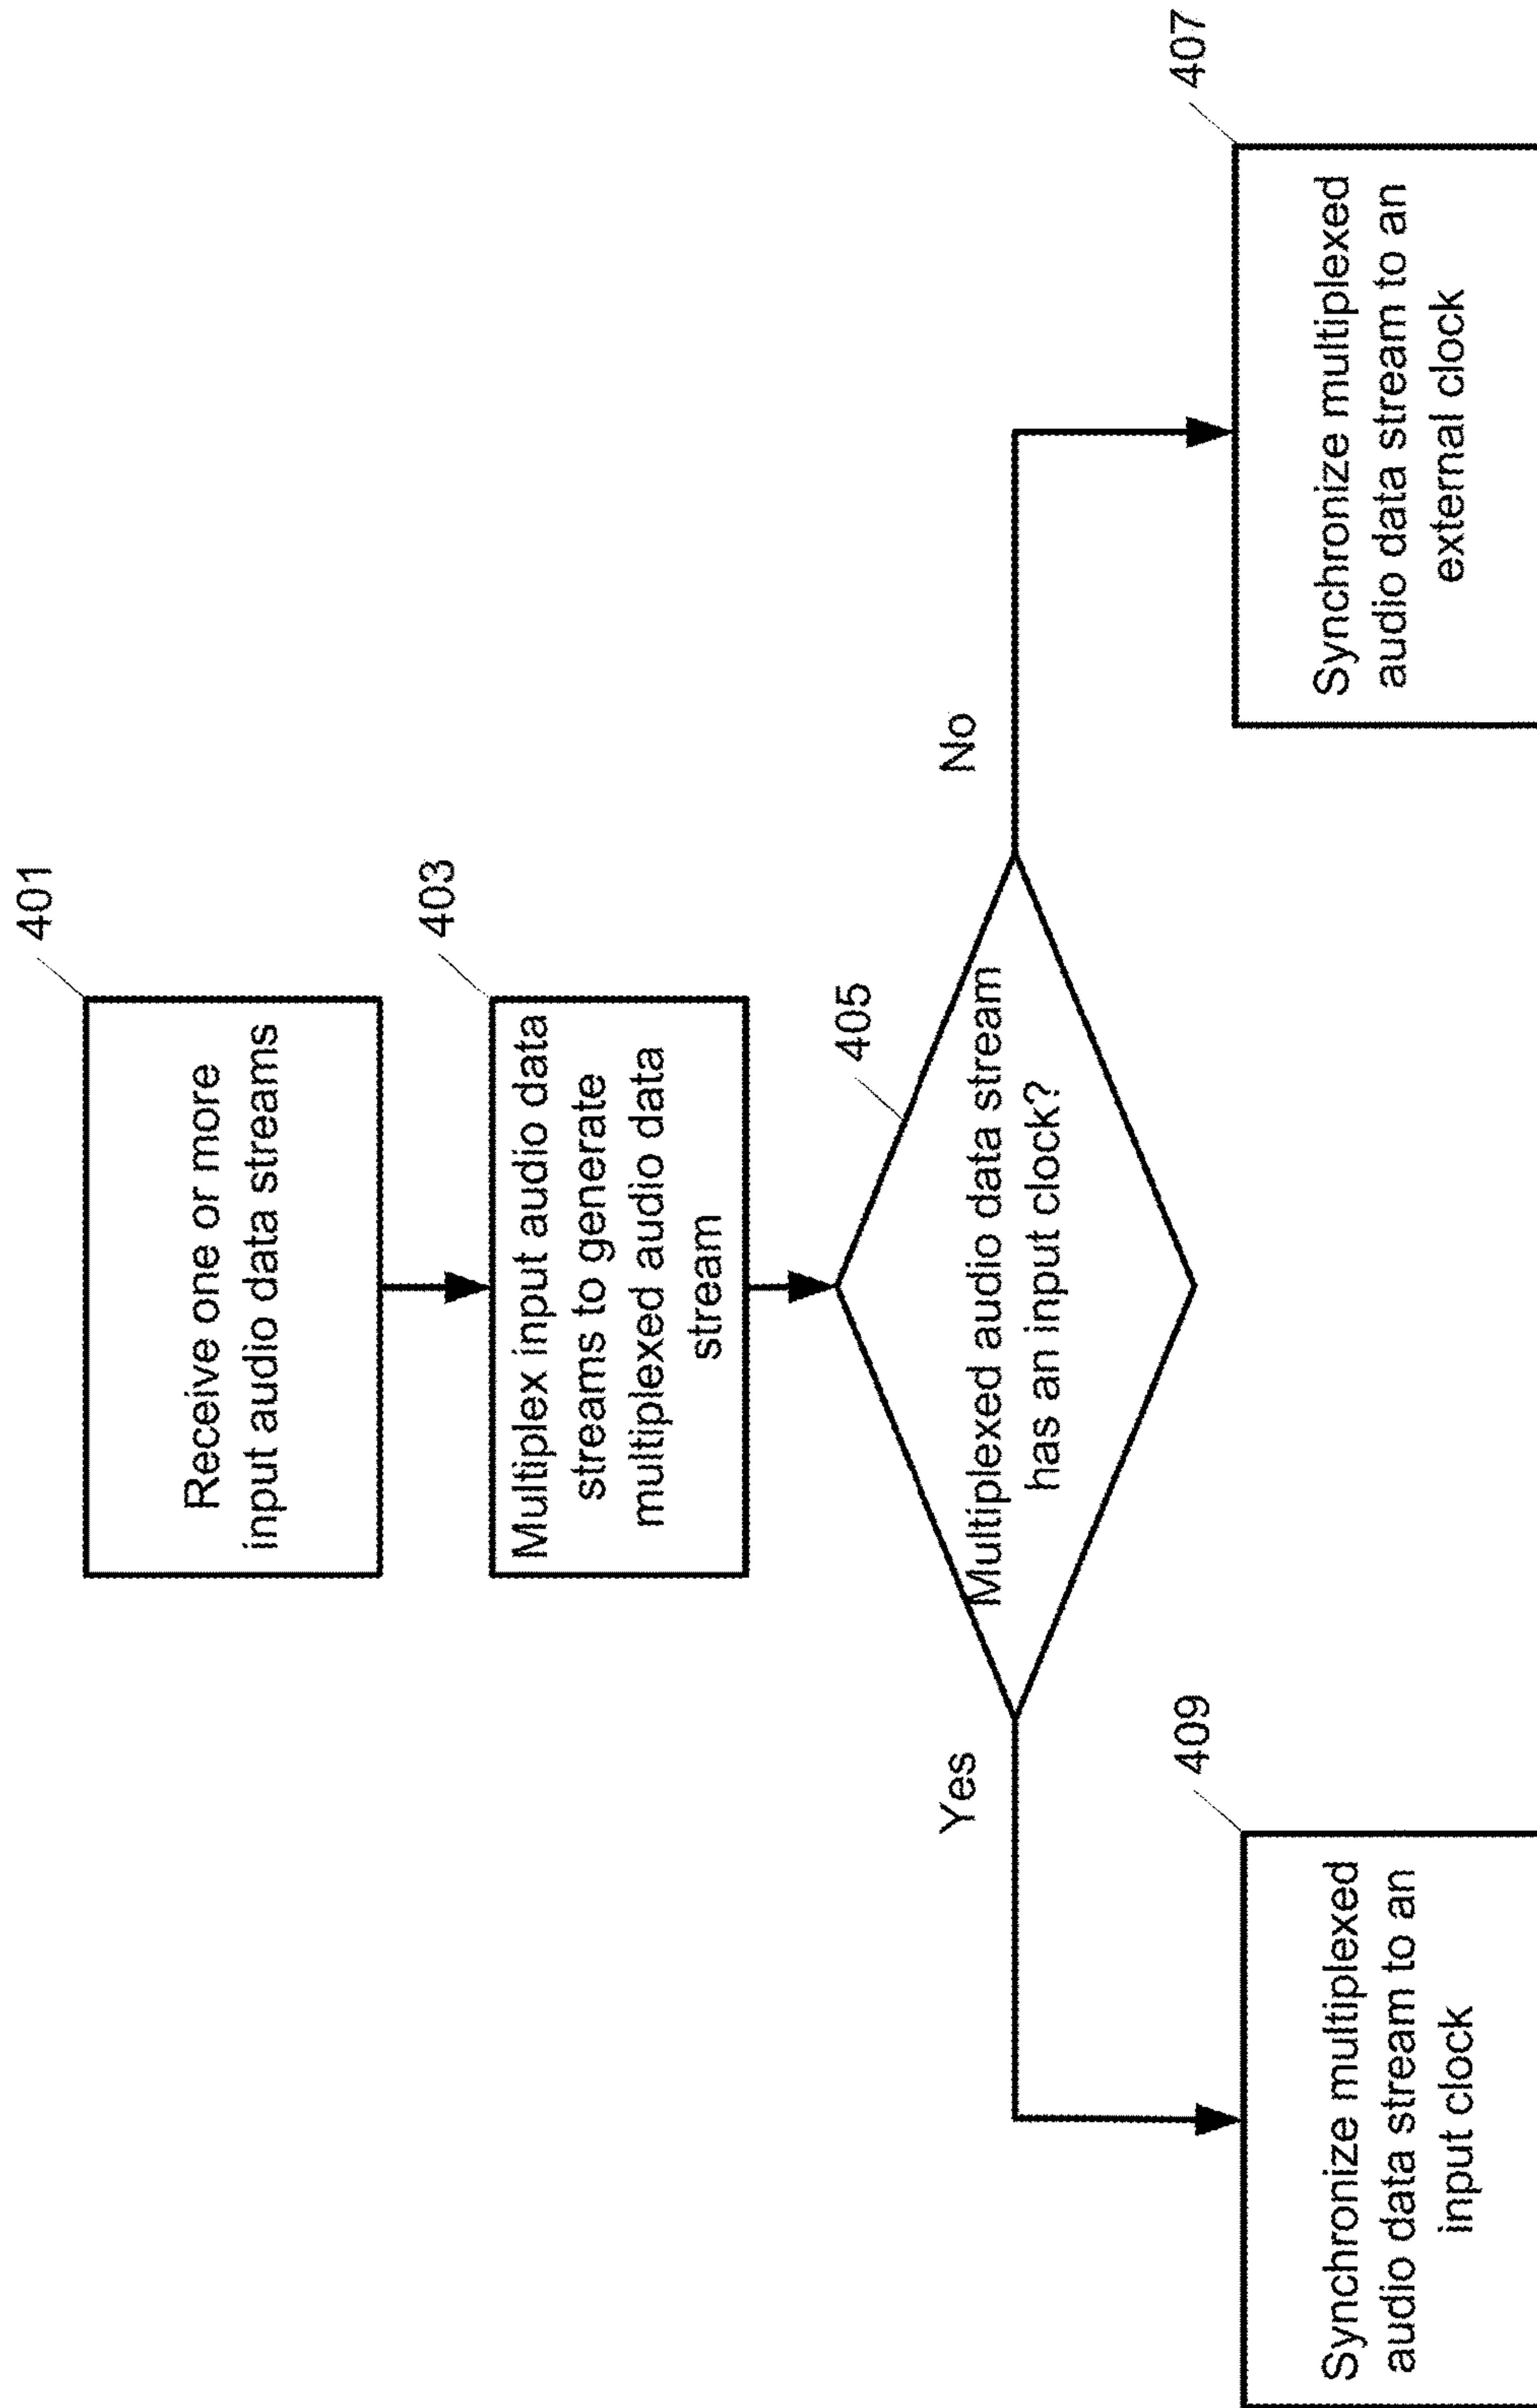 401
Receive one or more
input audio data streams
403
Multiplex input audio data
streams to generate
multiplexed audio data
stream
405
Multiplexed audio data stream
has an input clock?
Yes
No
409
Synchronize multiplexed
audio data stream to an
input clock
407
Synchronize multiplexed
audio data stream to an
external clock